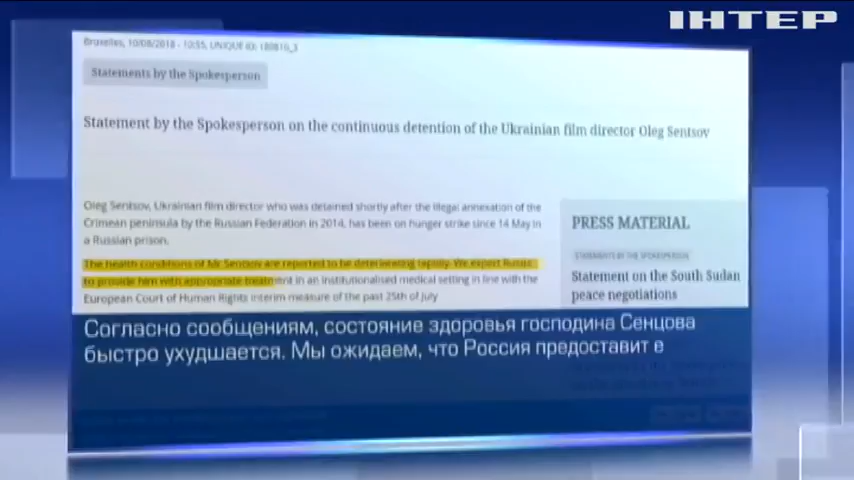 ІНТЕР
Bruxelles, 10/08/2018 - 10:55, UNIQUE ID: 180810_3
Statements by the Spokesperson
Statement by the Spokesperson on the continuous detention of the Ukrainian film director Oleg Sentsov
Oleg Sentsov, Ukrainian film director who was detained shortly after the illegal annexation of the
Crimean peninsula by the Russian Federation in 2014, has been on hunger strike since 14 May in
a Russian prison.
The health conditions of Mr Sentsov are reported to be deteriorating rapidly. We expect Russia
to provide him with appropriate treatment in an institutionalised medical setting in line with the
European Court of Human Rights interim measure of the past 25th of July
PRESS MATERIAL
STATEMENTS BY THE SPOKESPERSON
Statement on the South Sudan
peace negotiations
Согласно сообщениям, состояние здоровья господина Сенцова
быстро ухудшается. Мы ожидаем, что Россия предоставит е